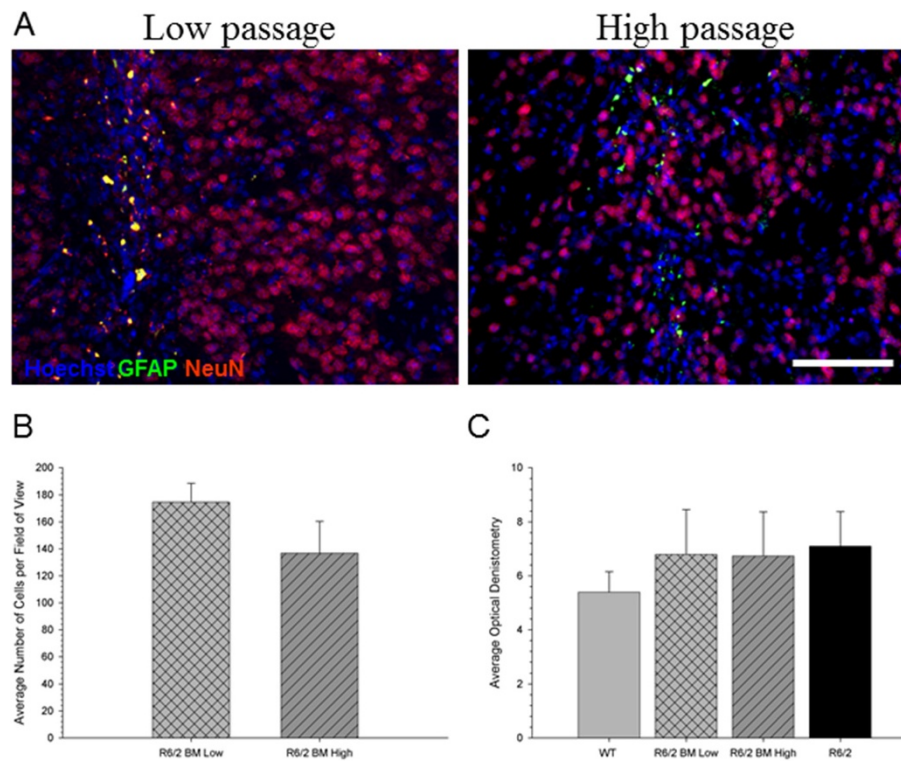 A
Low passage
High passage
Hoechst GFAP NeuN
B
Average Number of Cells per Field of View
200
180
160
140
120
100
80
60
40
20
0
R6/2 BM Low
R6/2 BM High
C
Average Optical Denistometry
10
8
6
4
2
0
WT
R6/2 BM Low
R6/2 BM High
R6/2